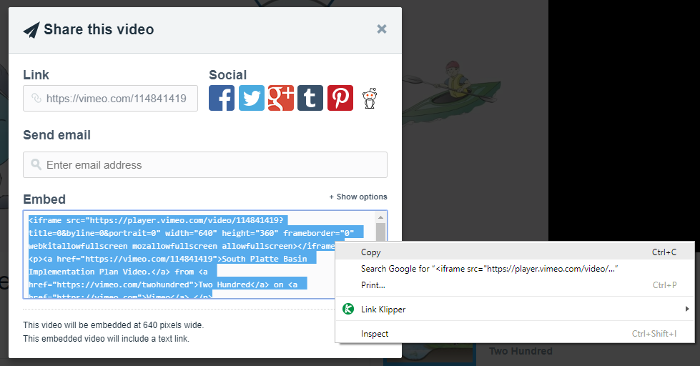 Share this video
×
Link
Social
https://vimeo.com/114841419
f
g+
t
Send email
Enter email address
Embed
+ Show options
<iframe src="https://player.vimeo.com/video/114841419?
title=0&byline=0&portrait=0" width="640" height="360" frameborder="0"
webkitallowfullscreen mozallowfullscreen allowfullscreen></iframe
<p><a href="https://vimeo.com/114841419">South Platte Basin
Implementation Plan Video.</a> from <a
href="https://vimeo.com/twohundred">Two Hundred</a> on <a
href="https://vimeo.com">Vimeo</a>.</p>
Copy Ctrl+C
Search Google for “<iframe src="https://player.vimeo.com/video/...”
Print... Ctrl+P
Link Klipper
Inspect Ctrl+Shift+I
This video will be embedded at 640 pixels wide.
This embedded video will include a text link.
Two Hundred